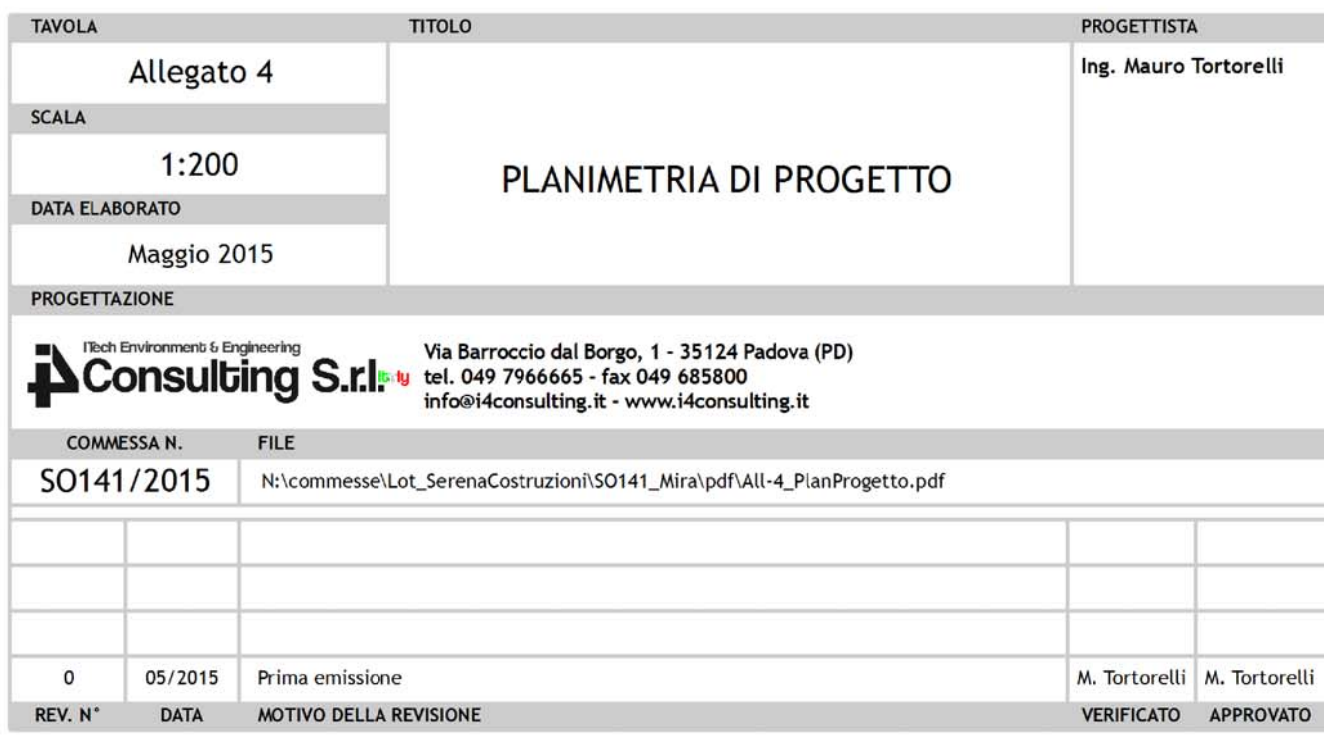 TAVOLA
TITOLO
PROGETTISTA
Allegato 4
Ing. Mauro Tortorelli
SCALA
1:200
PLANIMETRIA DI PROGETTO
DATA ELABORATO
Maggio 2015
PROGETTAZIONE
i4 ITech Environment & Engineering
Consulting S.r.l. Italy
Via Barroccio dal Borgo, 1 - 35124 Padova (PD)
tel. 049 7966665 - fax 049 685800
info@i4consulting.it - www.i4consulting.it
COMMESSA N. FILE
SO141/2015 N:\commesse\Lot_SerenaCostruzioni\SO141_Mira\pdf\All-4_PlanProgetto.pdf
0 05/2015 Prima emissione M. Tortorelli M. Tortorelli
REV. N° DATA MOTIVO DELLA REVISIONE VERIFICATO APPROVATO